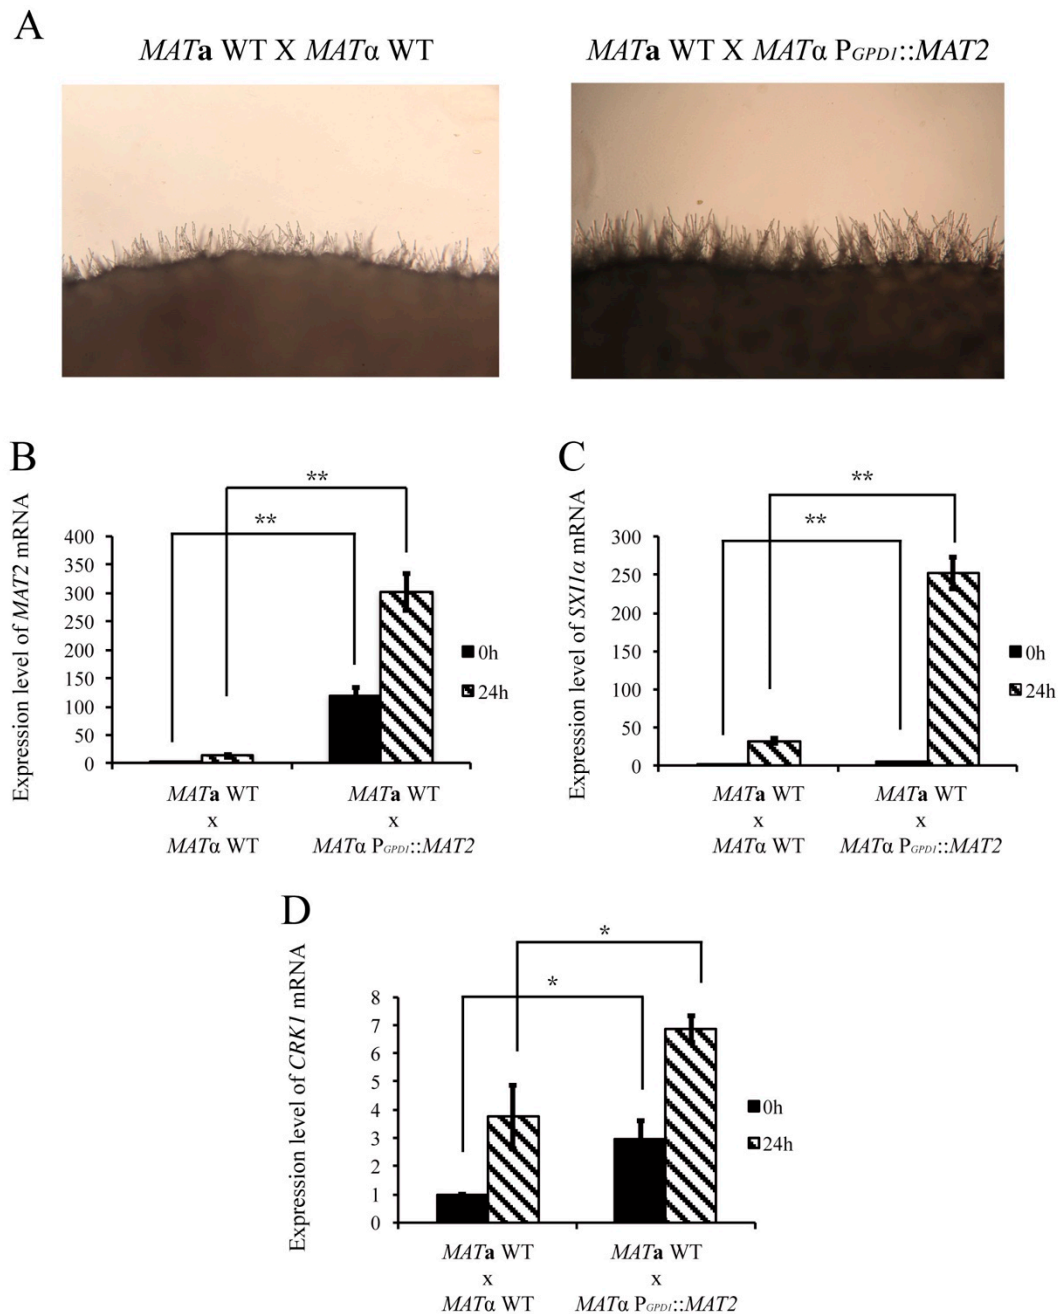 A
MATa WT X MATα WT
MATa WT X MATα PGPD1::MAT2
B
Expression level of MAT2 mRNA
**
**
400
350
300
250
200
150
100
50
0
0h
24h
MATa WT
x
MATα WT
MATa WT
x
MATα PGPD1::MAT2
C
Expression level of SXI1α mRNA
**
**
300
250
200
150
100
50
0
0h
24h
MATa WT
x
MATα WT
MATa WT
x
MATα PGPD1::MAT2
D
Expression level of CRK1 mRNA
*
*
8
7
6
5
4
3
2
1
0
0h
24h
MATa WT
x
MATα WT
MATa WT
x
MATα PGPD1::MAT2